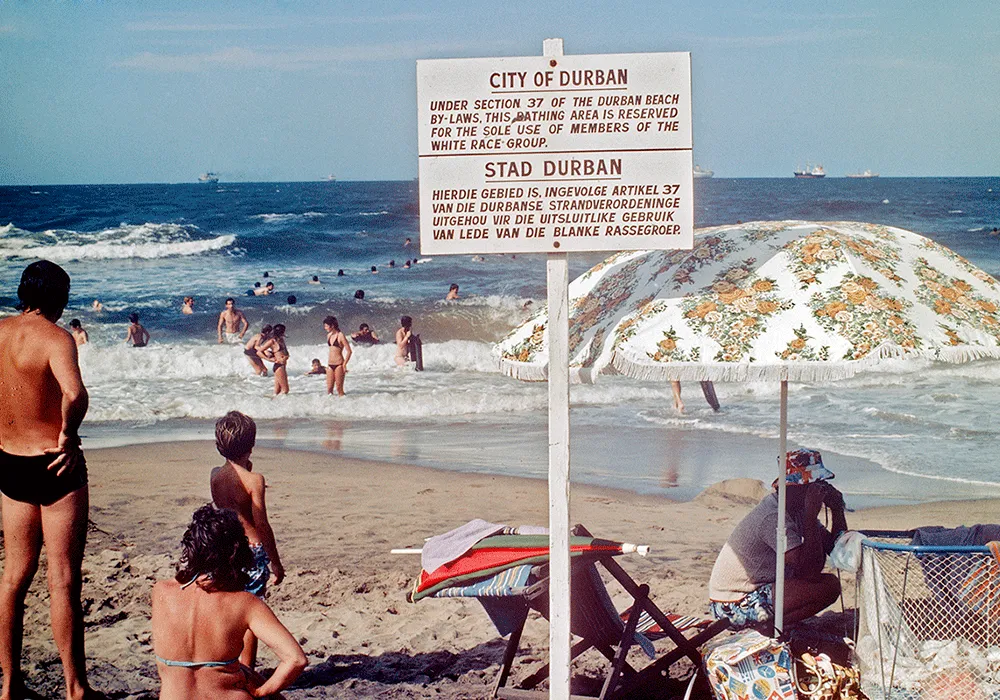 CITY OF DURBAN
UNDER SECTION 37 OF THE DURBAN BEACH
BY-LAWS, THIS BATHING AREA IS RESERVED
FOR THE SOLE USE OF MEMBERS OF THE
WHITE RACE GROUP.
STAD DURBAN
HIERDIE GEBIED IS, INGEVOLGE ARTIKEL 37
VAN DIE DURBANSE STRANDVERORDENINGE
UITGEHOU VIR DIE UITSLUITLIKE GEBRUIK
VAN LEDE VAN DIE BLANKE RASSEGROEP.